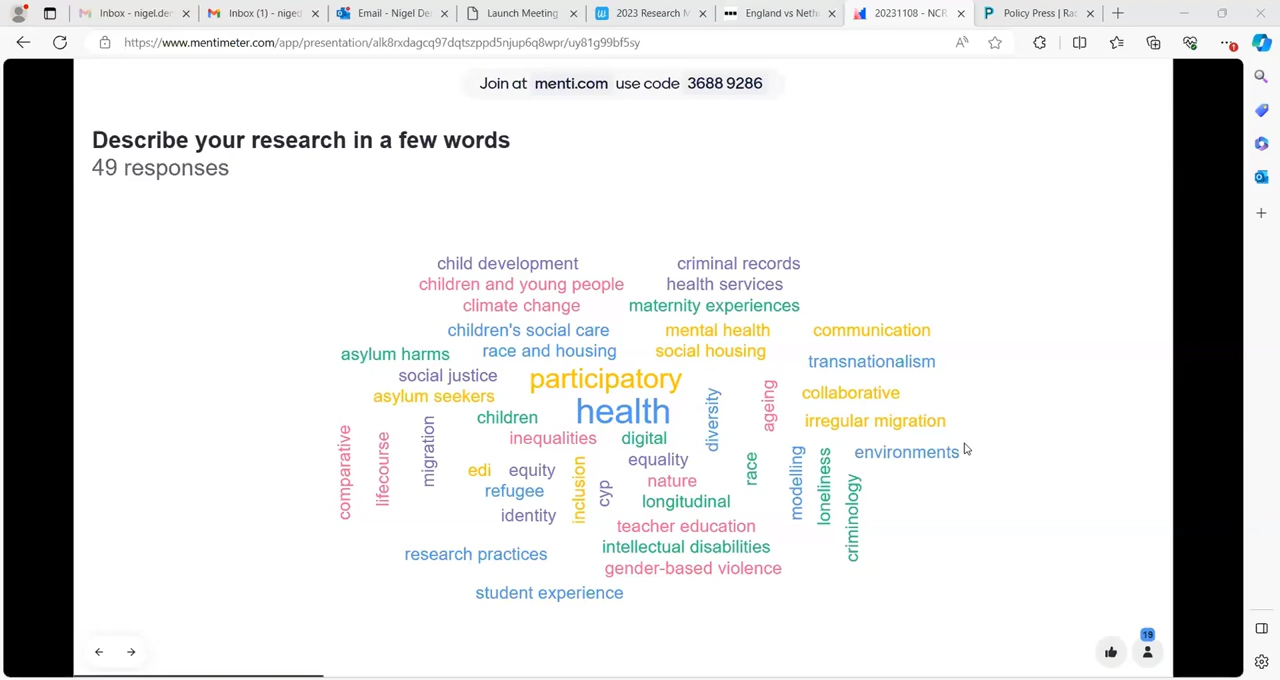 Inbox - nigel.der
Inbox (1) - niged
Email - Nigel De
Launch Meeting
2023 Research M
England vs Neth
20231108 - NCR
Policy Press | Rac
https://www.mentimeter.com/app/presentation/alk8rxdagcq97dqtszppd5njup6q8wpr/uy81g99bf5sy
Join at menti.com use code 3688 9286
Describe your research in a few words
49 responses
child development
criminal records
children and young people
health services
climate change
maternity experiences
children's social care
mental health
communication
asylum harms
race and housing
social housing
transnationalism
social justice
participatory
asylum seekers
collaborative
health
diversity
ageing
children
irregular migration
inequalities
digital
migration
comparative
lifecourse
environments
equality
race
edi
equity
inclusion
cyp
nature
modelling
loneliness
criminology
refugee
longitudinal
identity
teacher education
research practices
intellectual disabilities
gender-based violence
student experience
19